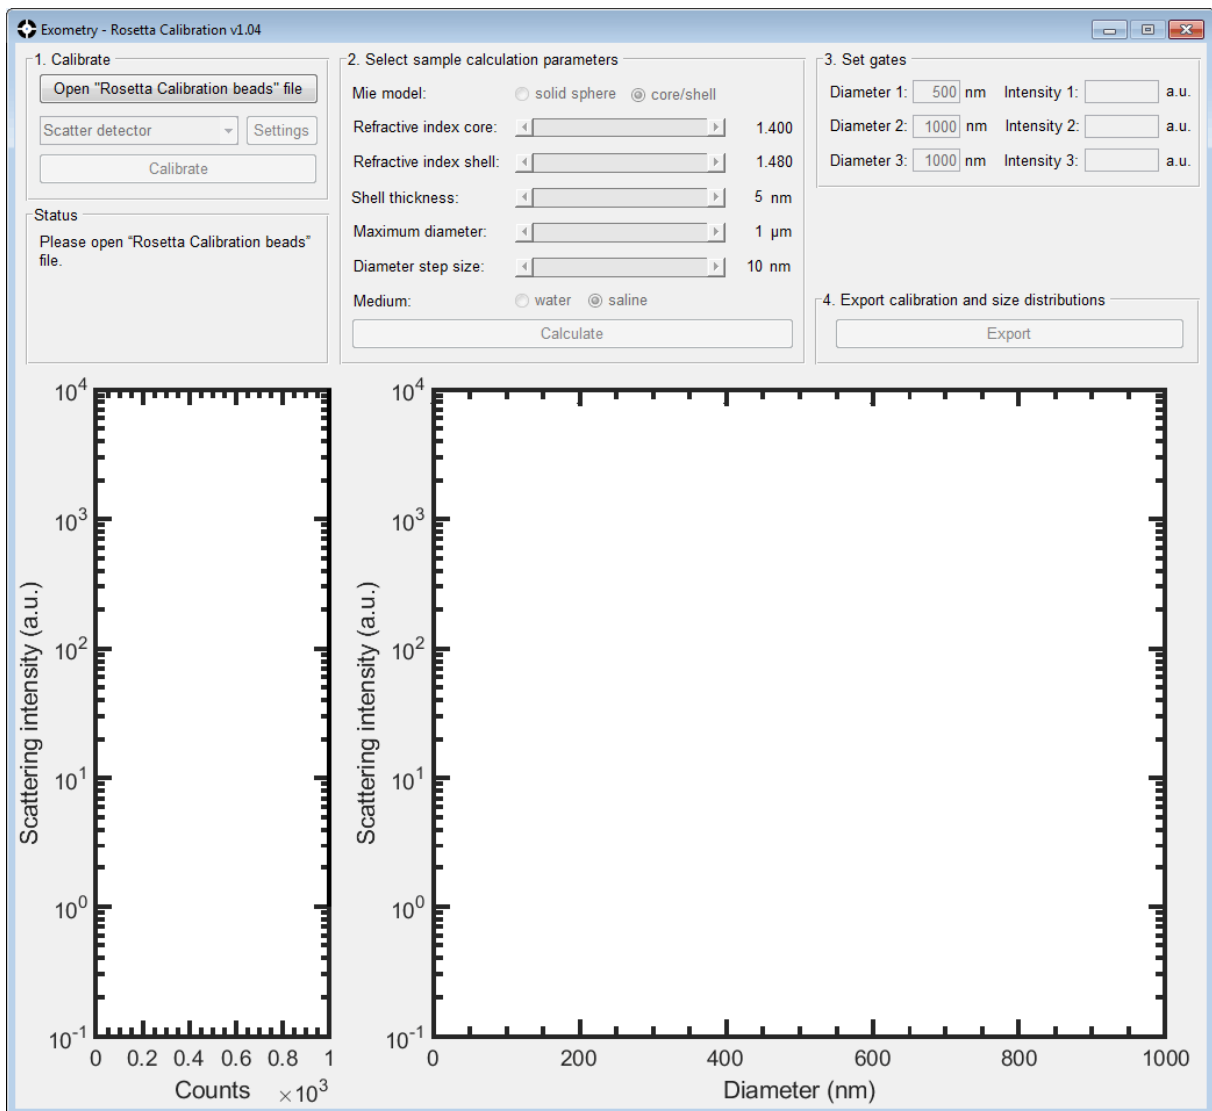 Exometry - Rosetta Calibration v1.04
1. Calibrate
Open "Rosetta Calibration beads" file
Scatter detector
Settings
Calibrate
Status
Please open “Rosetta Calibration beads”
file.
2. Select sample calculation parameters
Mie model: solid sphere core/shell
Refractive index core: 1.400
Refractive index shell: 1.480
Shell thickness: 5 nm
Maximum diameter: 1 μm
Diameter step size: 10 nm
Medium: water saline
Calculate
3. Set gates
Diameter 1: 500 nm Intensity 1: a.u.
Diameter 2: 1000 nm Intensity 2: a.u.
Diameter 3: 1000 nm Intensity 3: a.u.
4. Export calibration and size distributions
Export
Scattering intensity (a.u.)
10^4
10^3
10^2
10^1
10^0
10^-1
0 0.2 0.4 0.6 0.8 1
Counts ×10^3
Scattering intensity (a.u.)
10^4
10^3
10^2
10^1
10^0
10^-1
0 200 400 600 800 1000
Diameter (nm)